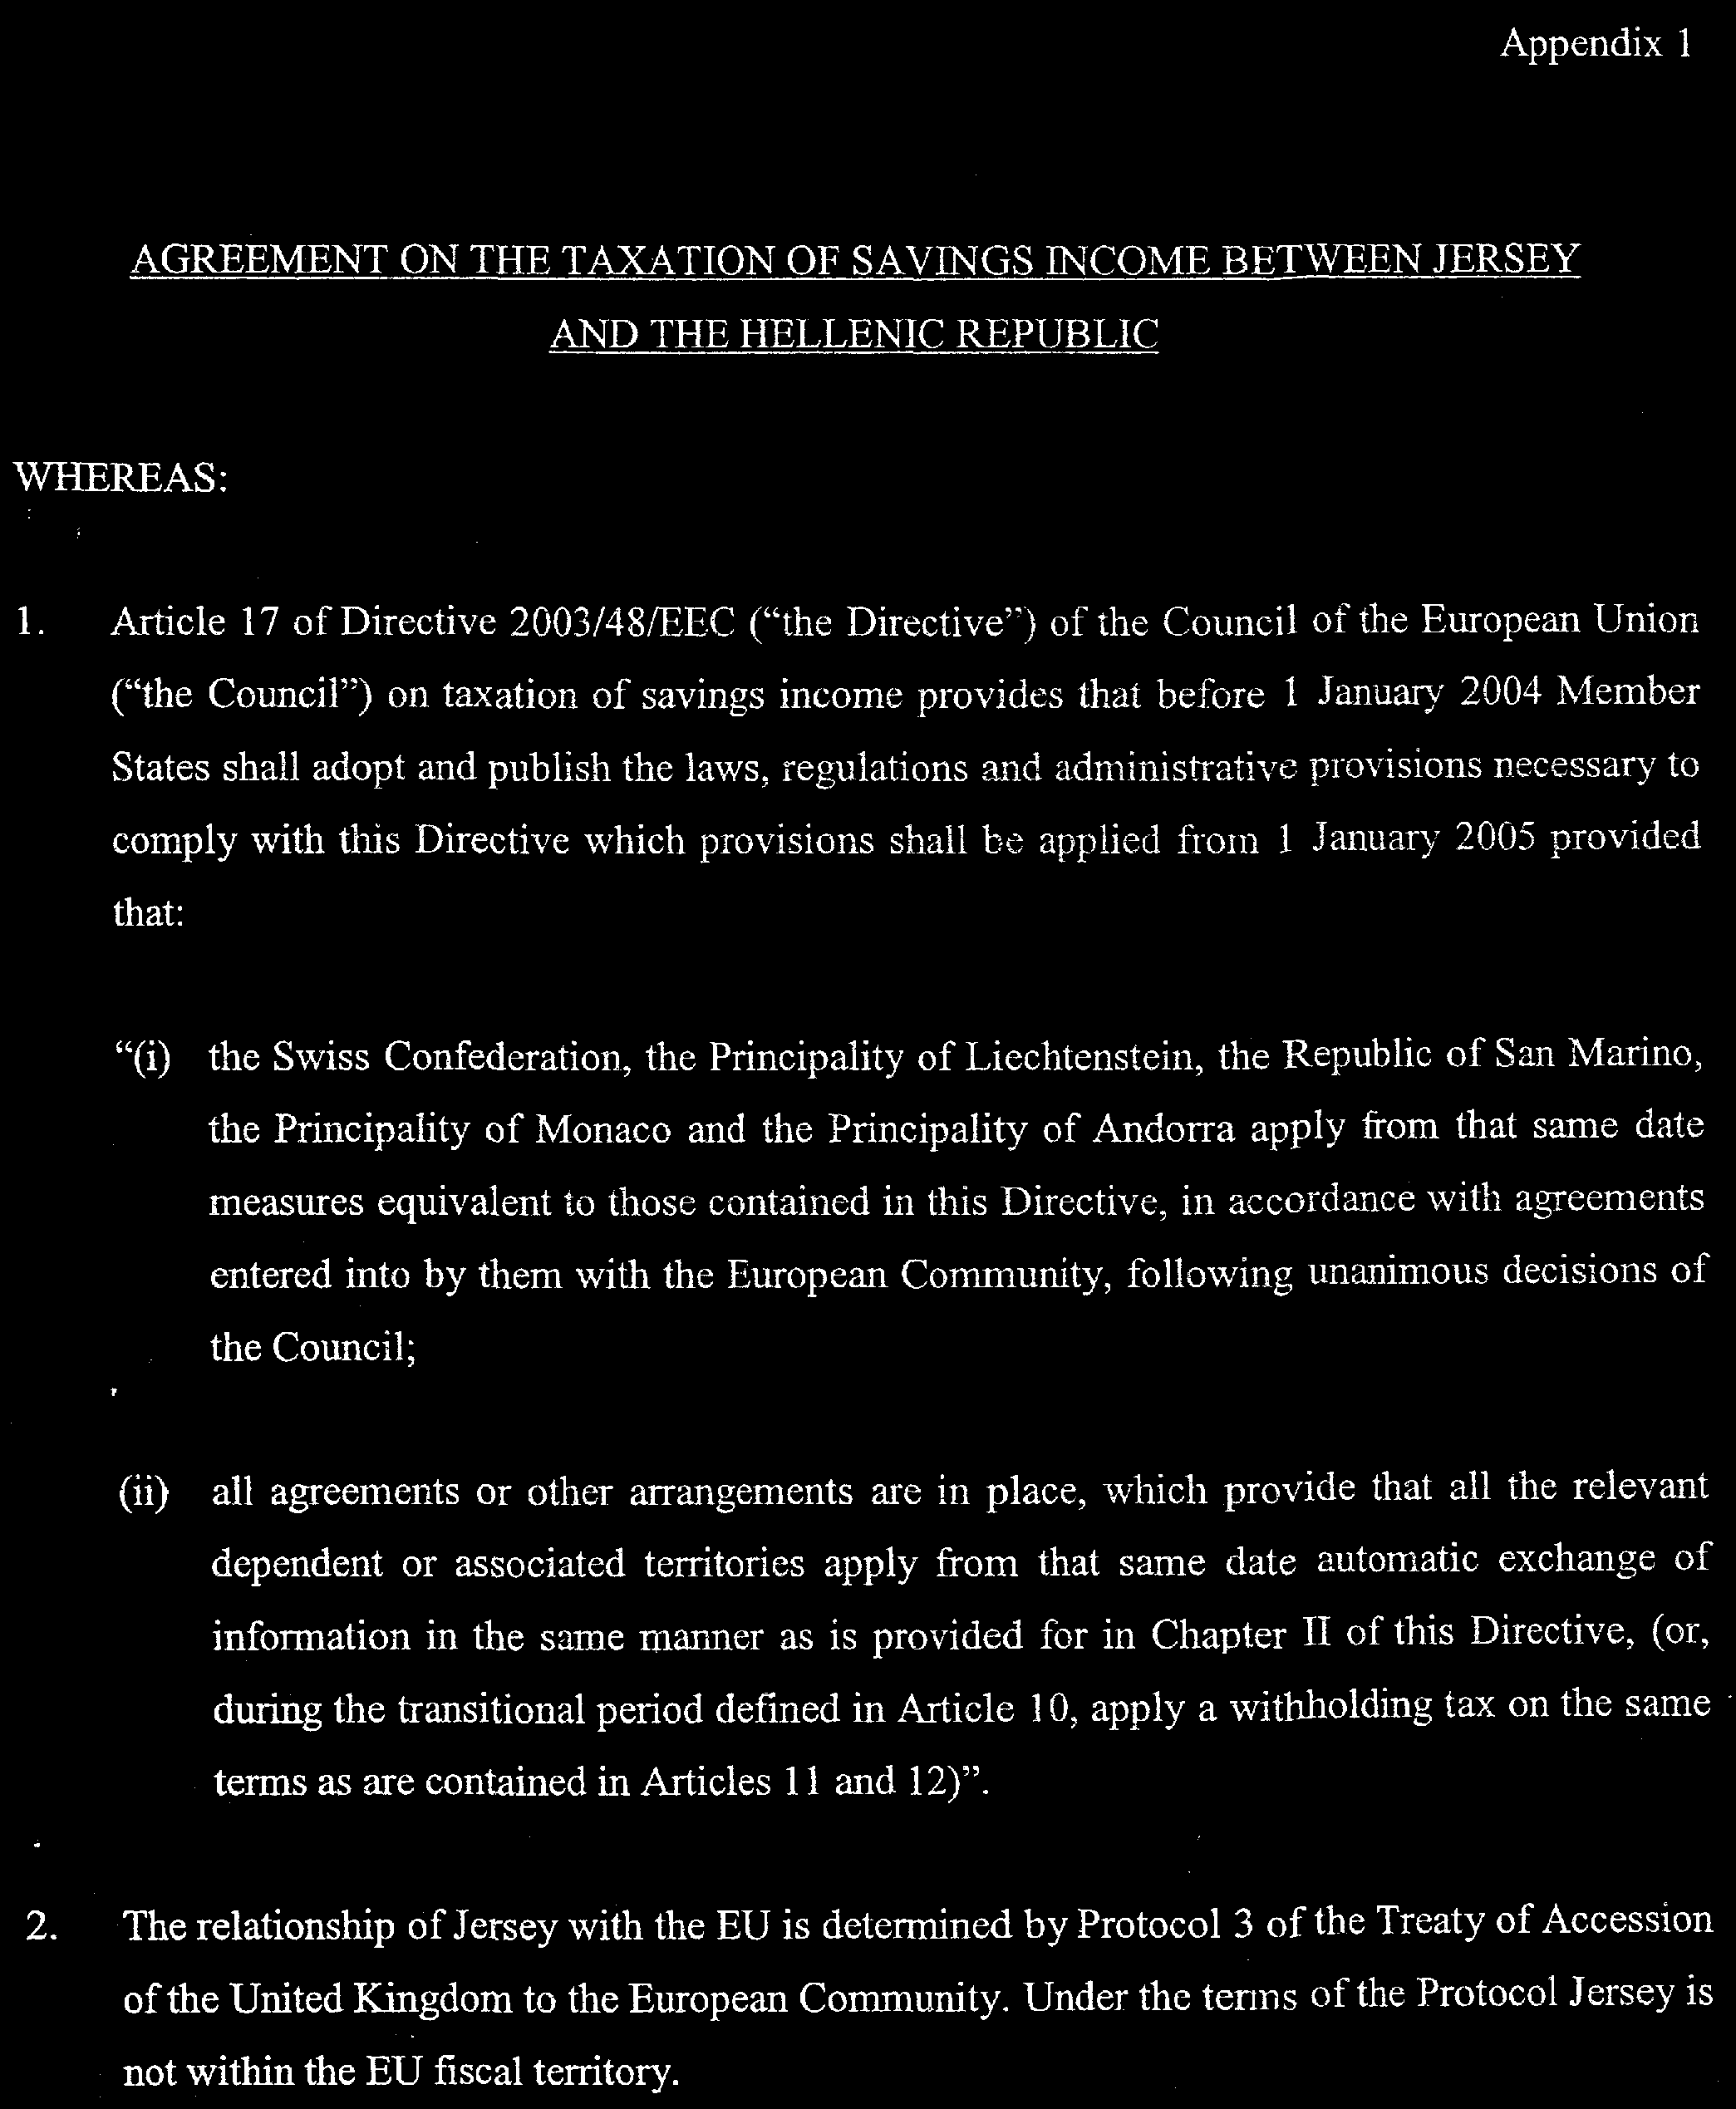 Appendix 1
AGREEMENT ON THE TAXATION OF SAVINGS INCOME BETWEEN JERSEY
AND THE HELLENIC REPUBLIC
WHEREAS:
1. Article 17 of Directive 2003/48/EEC (“the Directive”) of the Council of the European Union
(“the Council”) on taxation of savings income provides that before 1 January 2004 Member
States shall adopt and publish the laws, regulations and administrative provisions necessary to
comply with this Directive which provisions shall be applied from 1 January 2005 provided
that:
“(i) the Swiss Confederation, the Principality of Liechtenstein, the Republic of San Marino,
the Principality of Monaco and the Principality of Andorra apply from that same date
measures equivalent to those contained in this Directive, in accordance with agreements
entered into by them with the European Community, following unanimous decisions of
the Council;
(ii) all agreements or other arrangements are in place, which provide that all the relevant
dependent or associated territories apply from that same date automatic exchange of
information in the same manner as is provided for in Chapter II of this Directive, (or,
during the transitional period defined in Article 10, apply a withholding tax on the same
terms as are contained in Articles 11 and 12)”.
2. The relationship of Jersey with the EU is determined by Protocol 3 of the Treaty of Accession
of the United Kingdom to the European Community. Under the terms of the Protocol Jersey is
not within the EU fiscal territory.